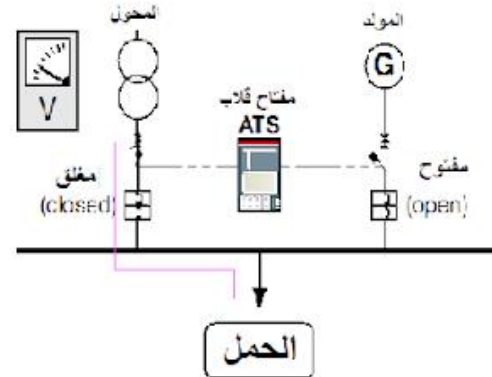 المحول
المولد
G
V
مفتاح قلاب
ATS
مغلق
(closed)
مفتوح
(open)
الحمل